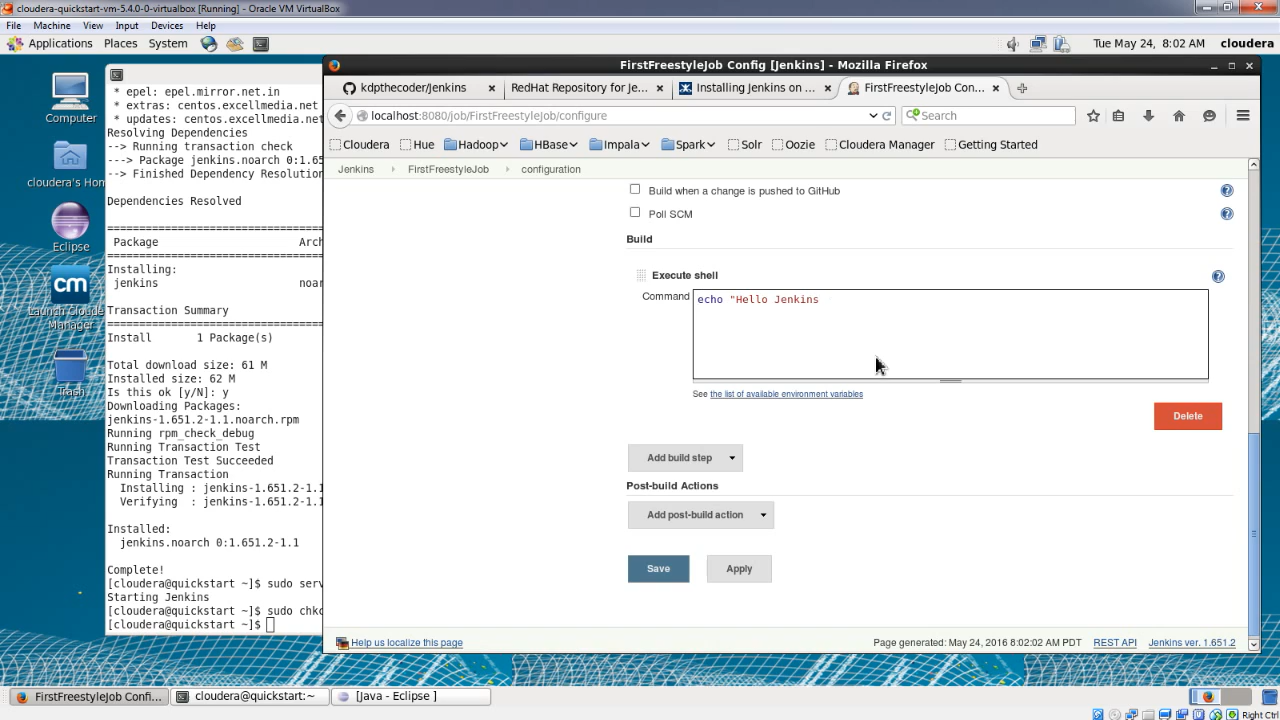 cloudera-quickstart-vm-5.4.0-0-virtualbox [Running] - Oracle VM VirtualBox
File Machine View Input Devices Help
Applications Places System
Tue May 24, 8:02 AM cloudera
Computer
cloudera's Hom
Eclipse
cm
Launch Cloude
Manager
Trash
* epel: epel.mirror.net.in
* extras: centos.excellmedia.net
* updates: centos.excellmedia.net
Resolving Dependencies
--> Running transaction check
---> Package jenkins.noarch 0:1.65
--> Finished Dependency Resolution
Dependencies Resolved
Package Arch
Installing:
jenkins noar
Transaction Summary
Install 1 Package(s)
Total download size: 61 M
Installed size: 62 M
Is this ok [y/N]: y
Downloading Packages:
jenkins-1.651.2-1.1.noarch.rpm
Running rpm_check_debug
Running Transaction Test
Transaction Test Succeeded
Running Transaction
Installing : jenkins-1.651.2-1.1
Verifying : jenkins-1.651.2-1.1
Installed:
jenkins.noarch 0:1.651.2-1.1
Complete!
[cloudera@quickstart ~]$ sudo serv
Starting Jenkins
[cloudera@quickstart ~]$ sudo chkc
[cloudera@quickstart ~]$
FirstFreestyleJob Config [Jenkins] - Mozilla Firefox
kdpthecoder/Jenkins
RedHat Repository for Je...
Installing Jenkins on ...
FirstFreestyleJob Con...
localhost:8080/job/FirstFreestyleJob/configure
Search
Cloudera Hue Hadoop HBase Impala Spark Solr Oozie Cloudera Manager Getting Started
Jenkins FirstFreestyleJob configuration
Build when a change is pushed to GitHub
Poll SCM
Build
Execute shell
Command
echo "Hello Jenkins
See the list of available environment variables
Delete
Add build step
Post-build Actions
Add post-build action
Save Apply
Help us localize this page
Page generated: May 24, 2016 8:02:02 AM PDT REST API Jenkins ver. 1.651.2
FirstFreestyleJob Confi...
cloudera@quickstart:~
[Java - Eclipse ]
Right Ctrl